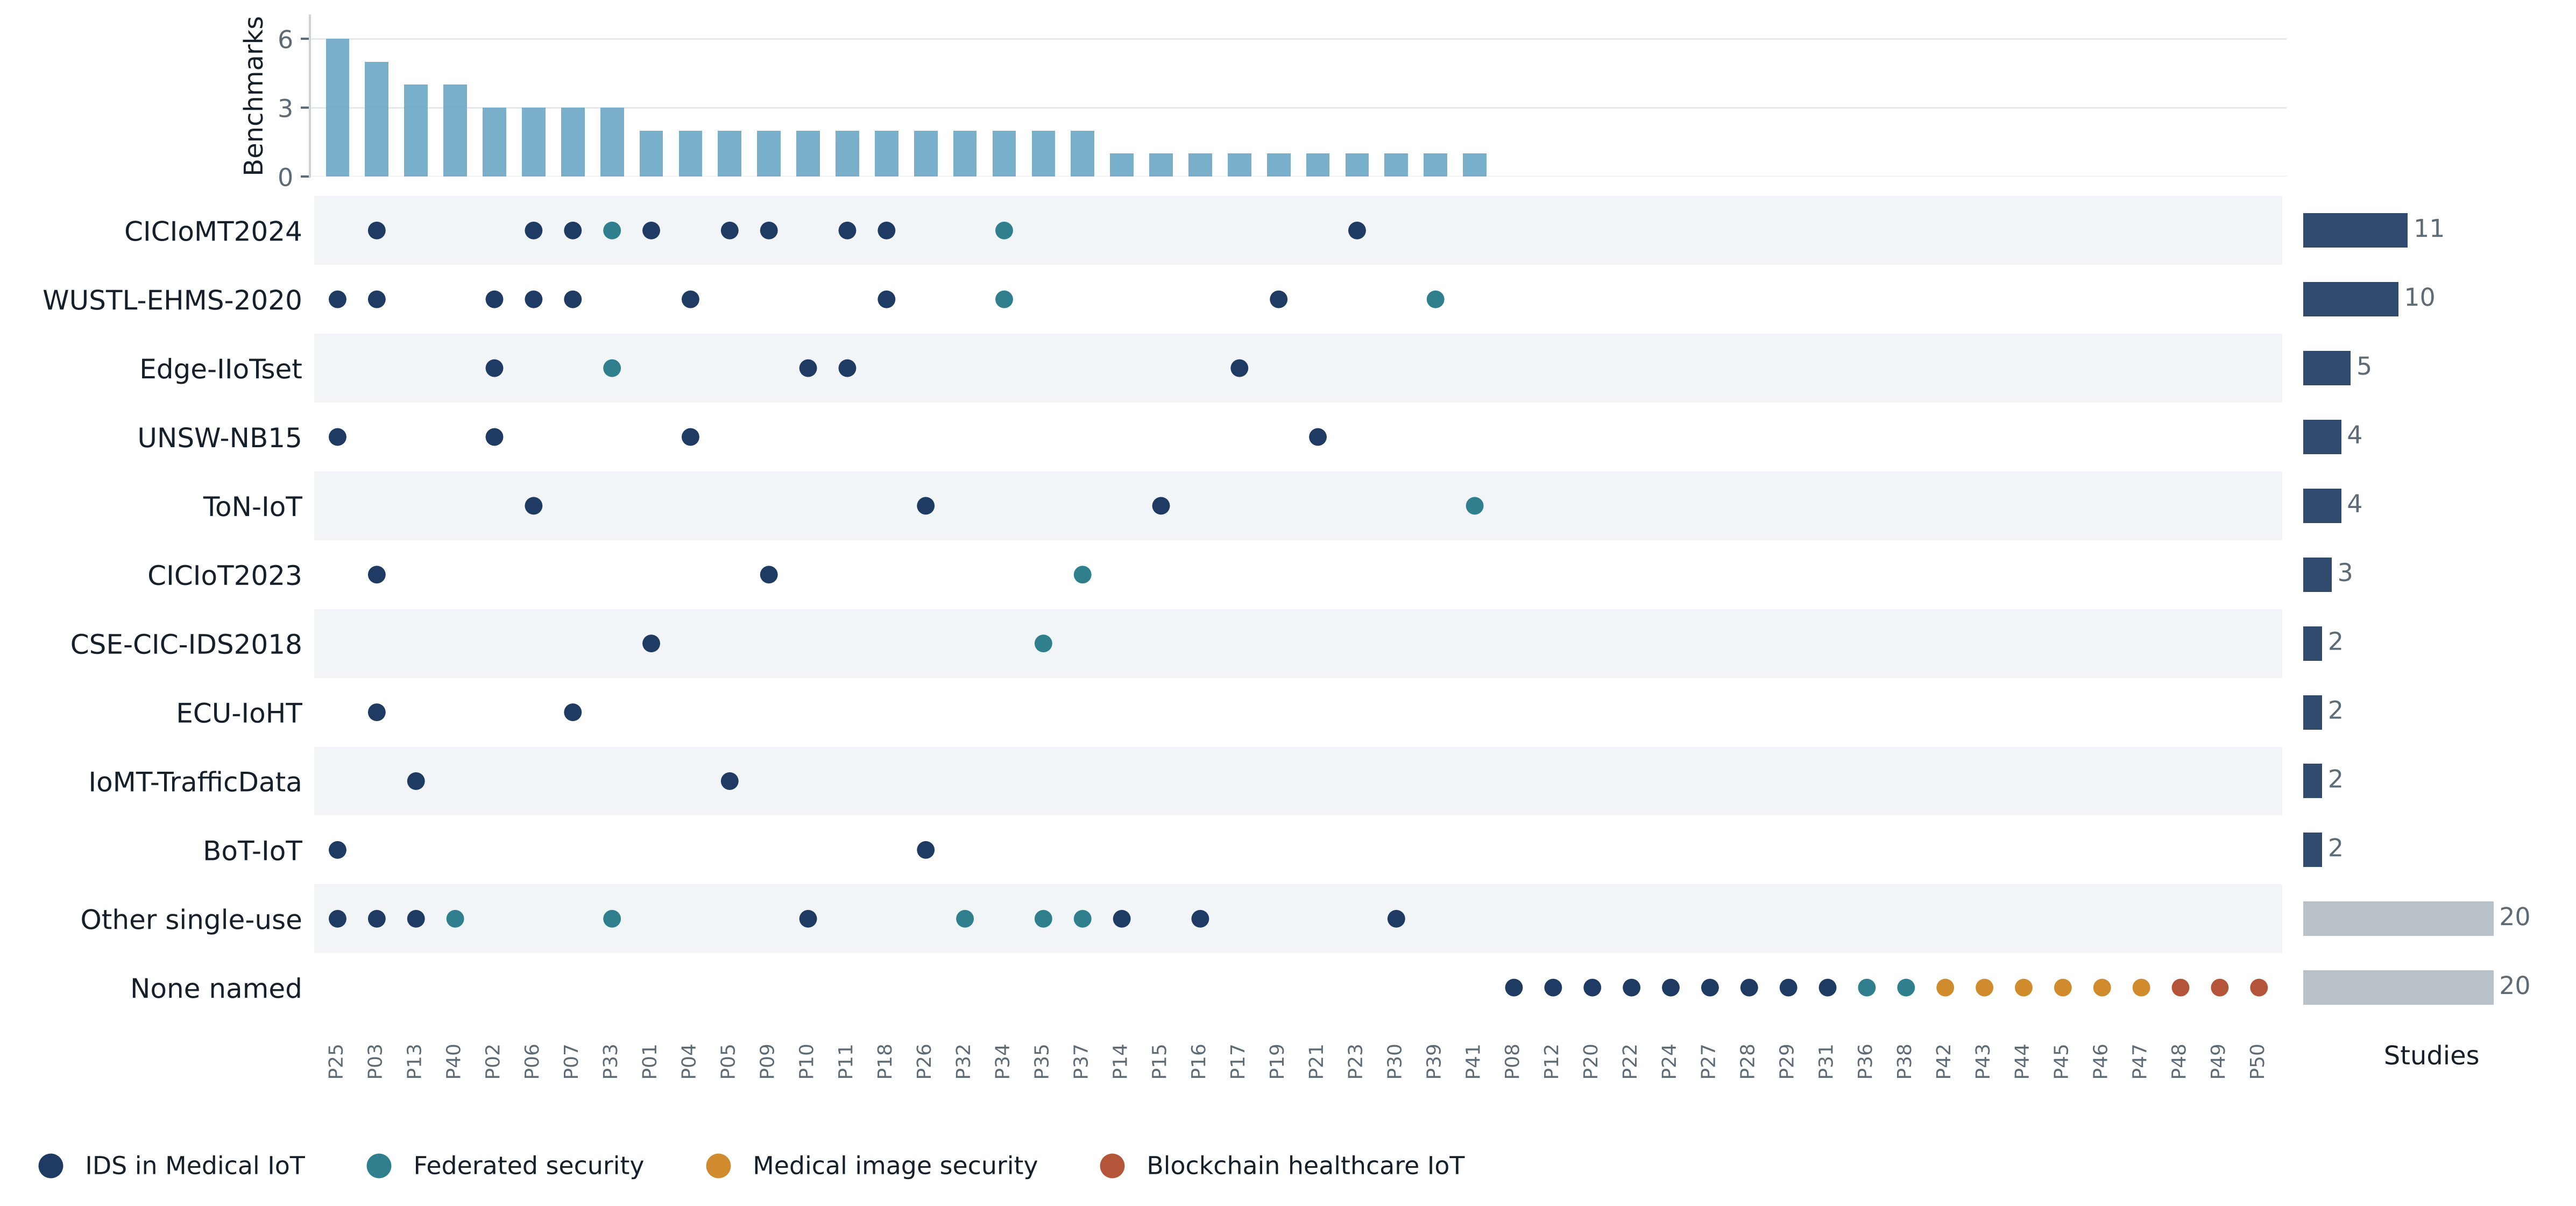 Benchmarks
6
3
0
CICIoMT2024
11
WUSTL-EHMS-2020
10
Edge-IIoTset
5
UNSW-NB15
4
ToN-IoT
4
CICIoT2023
3
CSE-CIC-IDS2018
2
ECU-IoHT
2
IoMT-TrafficData
2
BoT-IoT
2
Other single-use
20
None named
20
P25 P03 P13 P40 P02 P06 P07 P33 P01 P04 P05 P09 P10 P11 P18 P26 P32 P34 P35 P37 P14 P15 P16 P17 P19 P21 P23 P30 P39 P41 P08 P12 P20 P22 P24 P27 P28 P29 P31 P36 P38 P42 P43 P44 P45 P46 P47 P48 P49 P50
Studies
IDS in Medical IoT
Federated security
Medical image security
Blockchain healthcare IoT